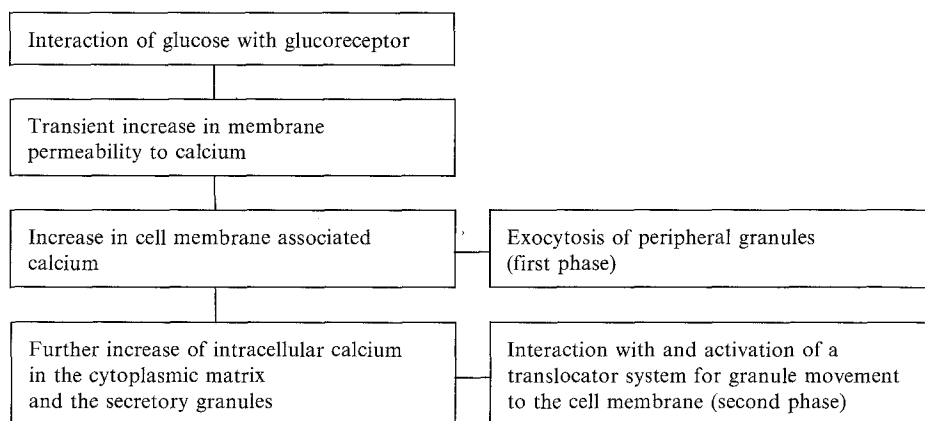 Interaction of glucose with glucoreceptor
Transient increase in membrane
permeability to calcium
Increase in cell membrane associated
calcium
Exocytosis of peripheral granules
(first phase)
Further increase of intracellular calcium
in the cytoplasmic matrix
and the secretory granules
Interaction with and activation of a
translocator system for granule movement
to the cell membrane (second phase)